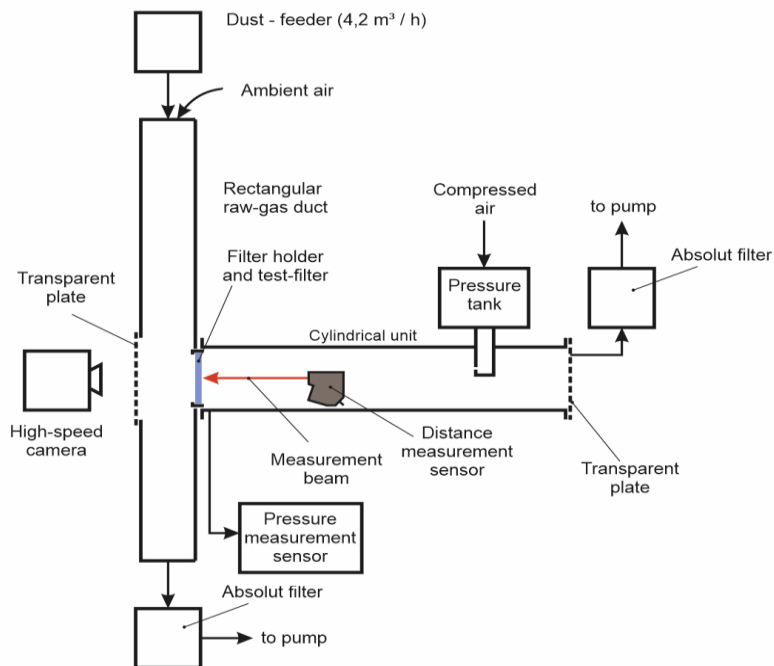 Dust - feeder (4,2 m³ / h)
Ambient air
Rectangular
raw-gas duct
Compressed
air
to pump
Filter holder
and test-filter
Absolut filter
Transparent
plate
Pressure
tank
Cylindrical unit
High-speed
camera
Measurement
beam
Distance
measurement
sensor
Transparent
plate
Pressure
measurement
sensor
Absolut filter
to pump